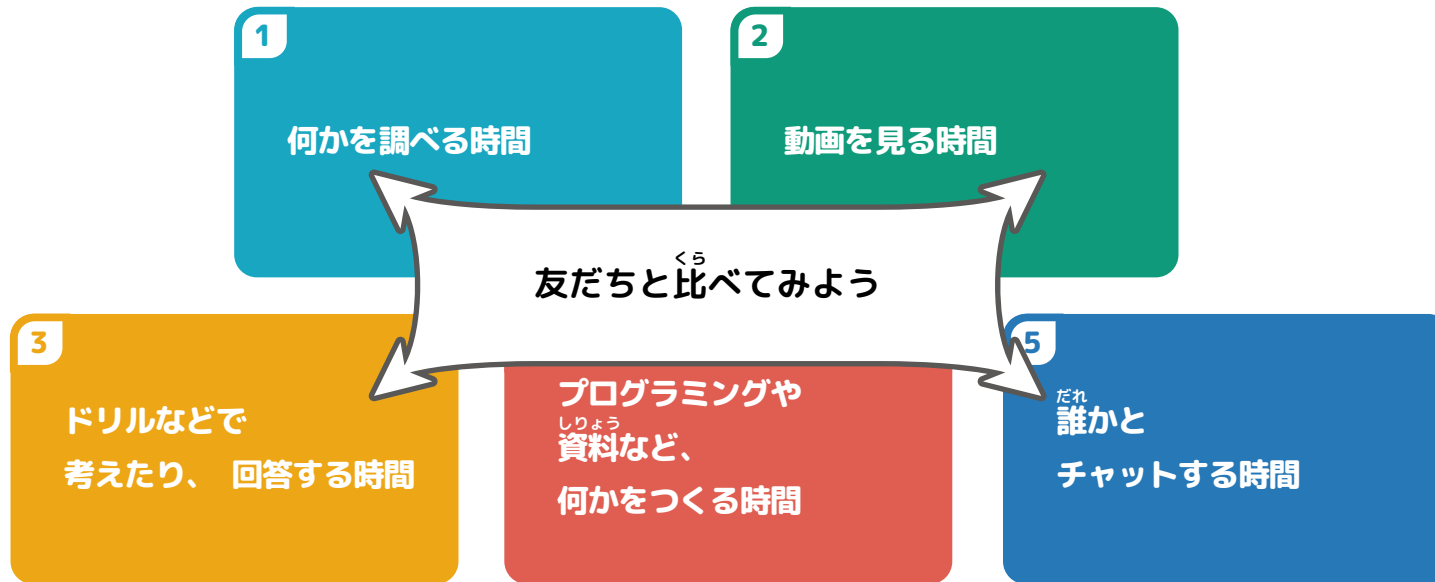 1
何かを調べる時間
2
動画を見る時間
くら
友だちと比べてみよう
3
ドリルなどで
考えたり、 回答する時間
プログラミングや
しりょう
資料など、
何かをつくる時間
5
だれ
誰かと
チャットする時間